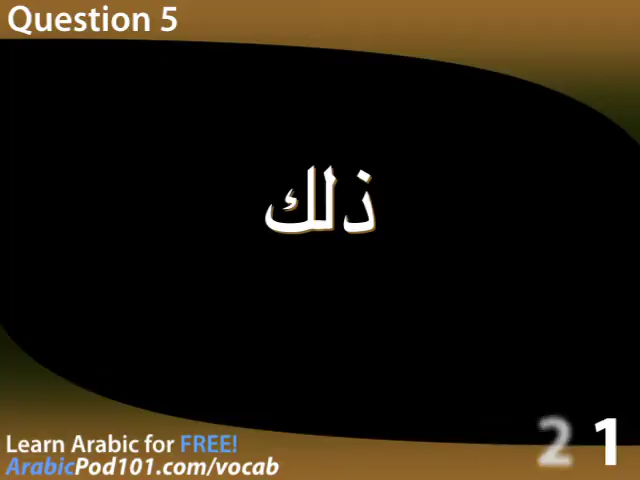 Question 5
ذلك
2 1
Learn Arabic for FREE!
ArabicPod101.com/vocab